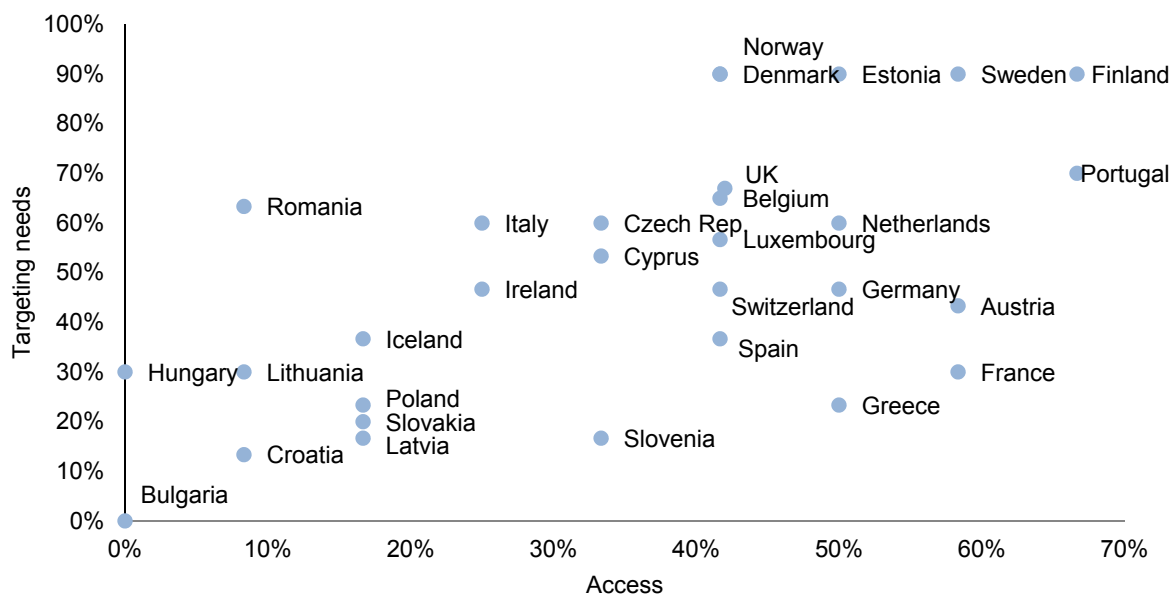 100%
Norway
90%
Denmark
Estonia
Sweden
Finland
80%
70%
UK
Portugal
Belgium
Romania
60%
Italy
Czech Rep.
Netherlands
Luxembourg
Cyprus
50%
Ireland
Germany
Switzerland
Austria
40%
Iceland
Spain
30%
Hungary
Lithuania
France
Poland
Greece
20%
Slovakia
Latvia
Slovenia
Croatia
10%
Bulgaria
0%
Targeting needs
0% 10% 20% 30% 40% 50% 60% 70%
Access